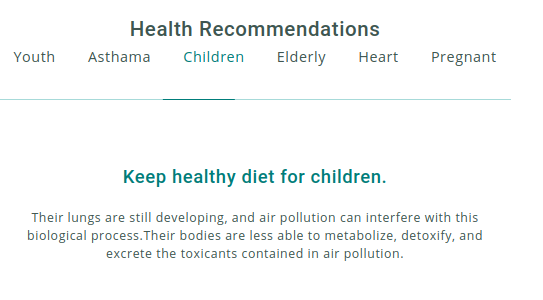 Health Recommendations
Youth Asthama Children Elderly Heart Pregnant
Keep healthy diet for children.
Their lungs are still developing, and air pollution can interfere with this
biological process.Their bodies are less able to metabolize, detoxify, and
excrete the toxicants contained in air pollution.